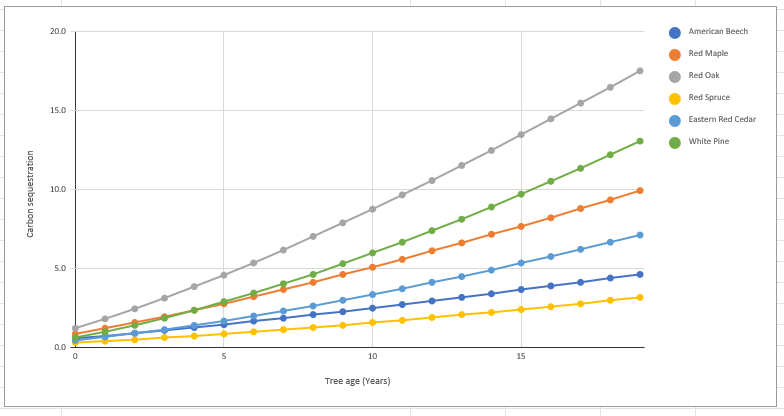 20.0
15.0
10.0
5.0
0.0
Carbon sequestration
0
5
10
15
Tree age (Years)
American Beech
Red Maple
Red Oak
Red Spruce
Eastern Red Cedar
White Pine